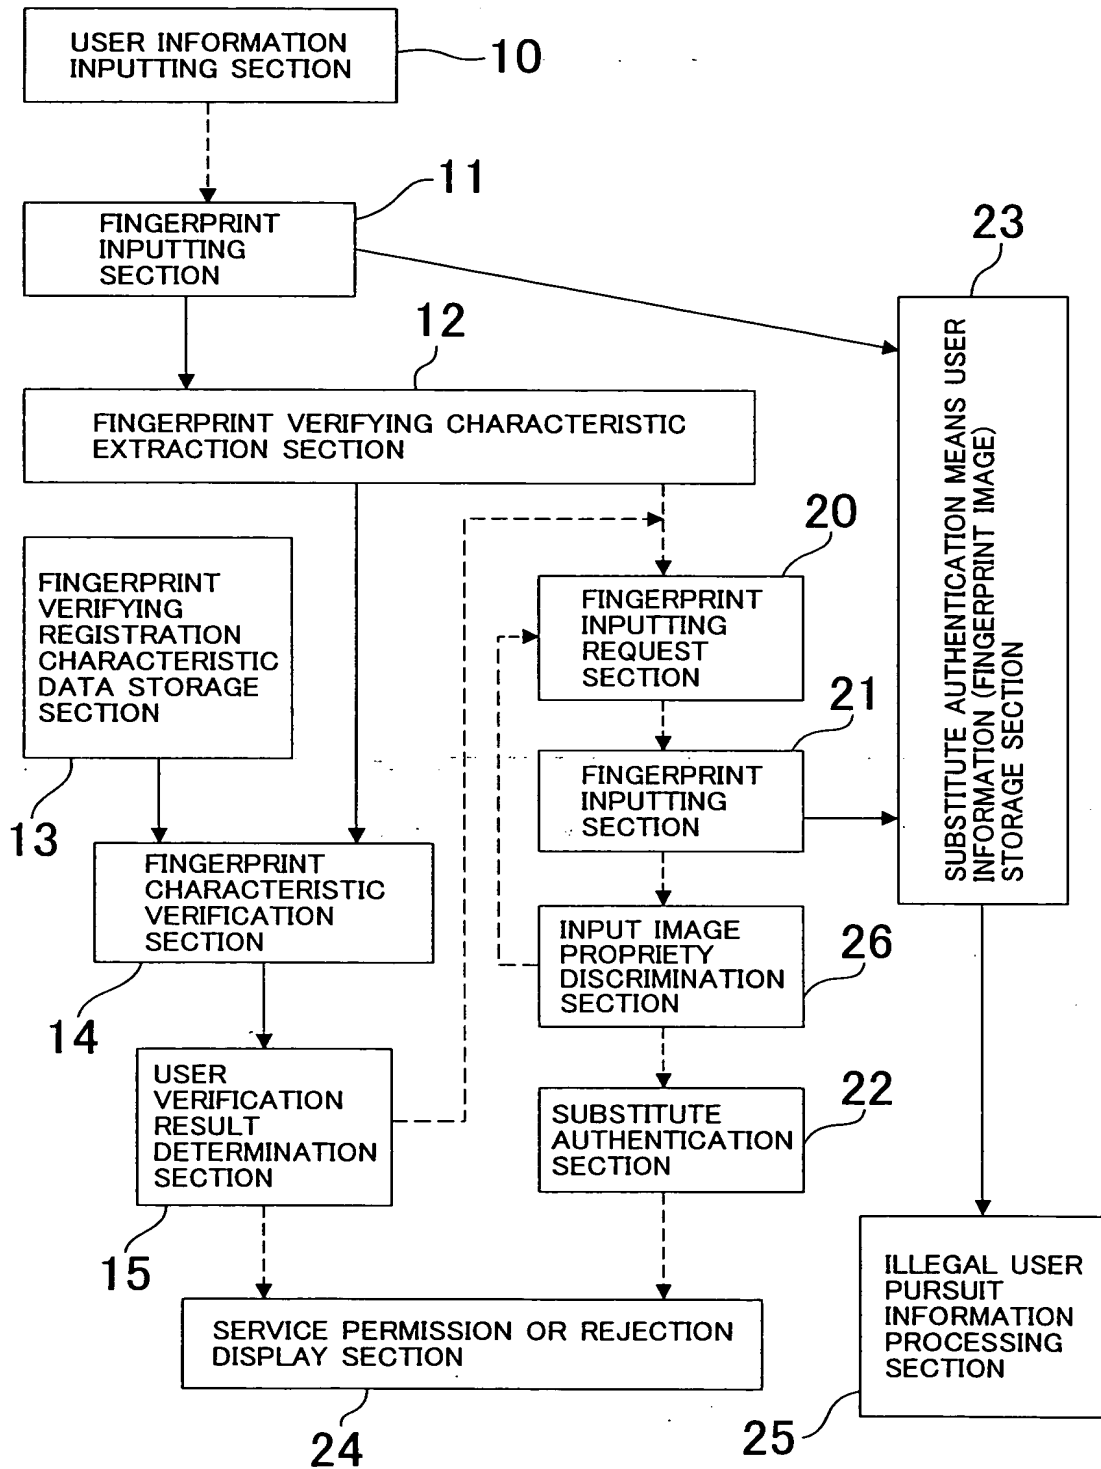 USER INFORMATION
INPUTTING SECTION
10
FINGERPRINT
INPUTTING
SECTION
11
12
FINGERPRINT VERIFYING CHARACTERISTIC
EXTRACTION SECTION
FINGERPRINT
VERIFYING
REGISTRATION
CHARACTERISTIC
DATA STORAGE
SECTION
13
FINGERPRINT
CHARACTERISTIC
VERIFICATION
SECTION
14
USER
VERIFICATION
RESULT
DETERMINATION
SECTION
15
20
FINGERPRINT
INPUTTING
REQUEST
SECTION
21
FINGERPRINT
INPUTTING
SECTION
INPUT IMAGE
PROPRIETY
DISCRIMINATION
SECTION
26
22
SUBSTITUTE
AUTHENTICATION
SECTION
SERVICE PERMISSION OR REJECTION
DISPLAY SECTION
24
23
SUBSTITUTE AUTHENTICATION MEANS USER
INFORMATION (FINGERPRINT IMAGE)
STORAGE SECTION
ILLEGAL USER
PURSUIT
INFORMATION
PROCESSING
SECTION
25